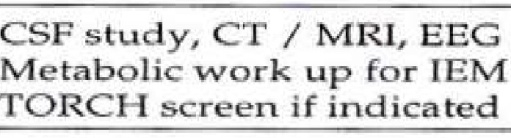 CSF study, CT / MRI, EEG
Metabolic work up for IEM
TORCH screen if indicated